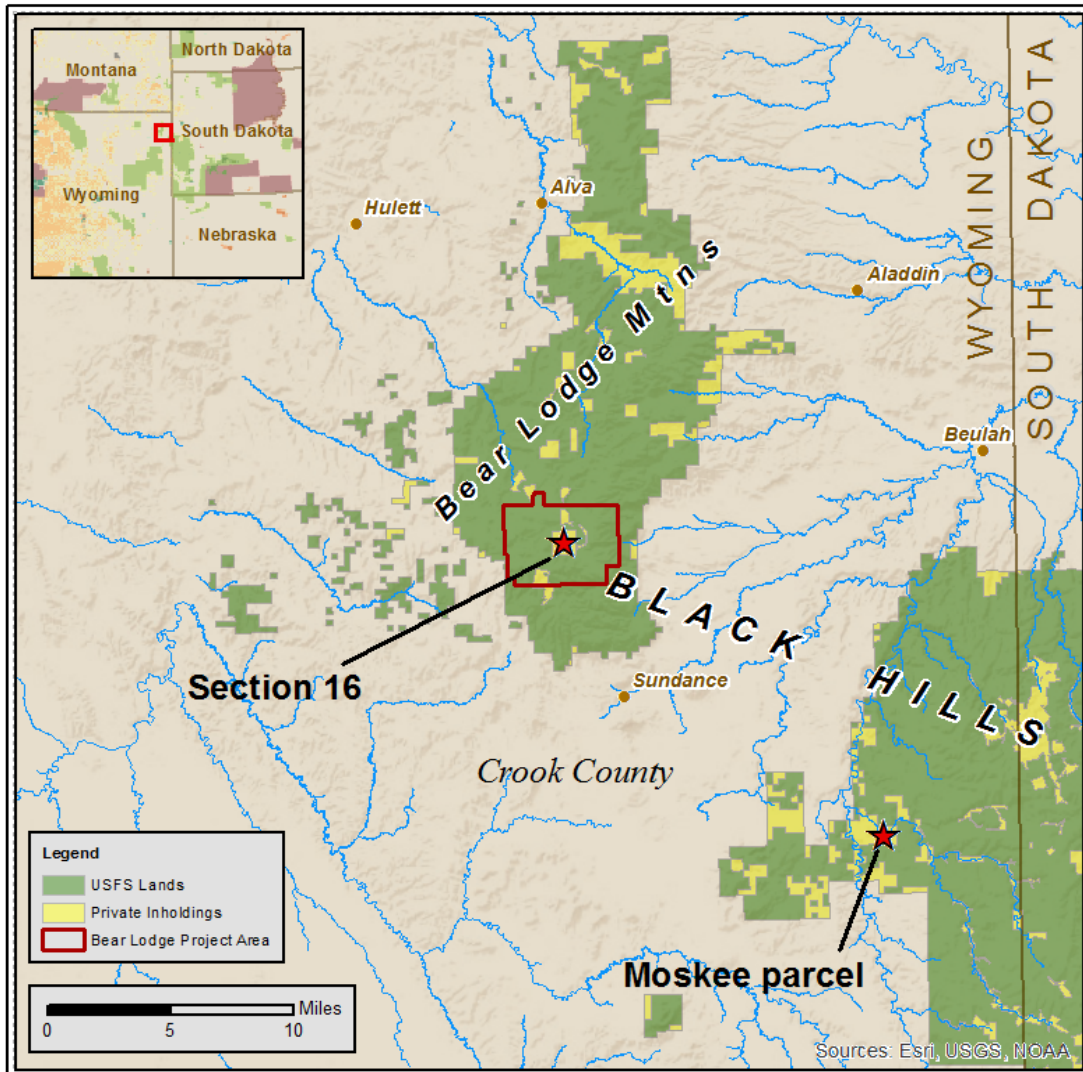 North Dakota
Montana
South Dakota
Wyoming
Nebraska
Alva
Hulett
Aladdin
WYOMING
SOUTH DAKOTA
Bear Lodge Mtns
Beulah
BLACK HILLS
Section 16
Sundance
Crook County
Moskee parcel
Legend
USFS Lands
Private Inholdings
Bear Lodge Project Area
Miles
0 5 10
Sources: Esri, USGS, NOAA